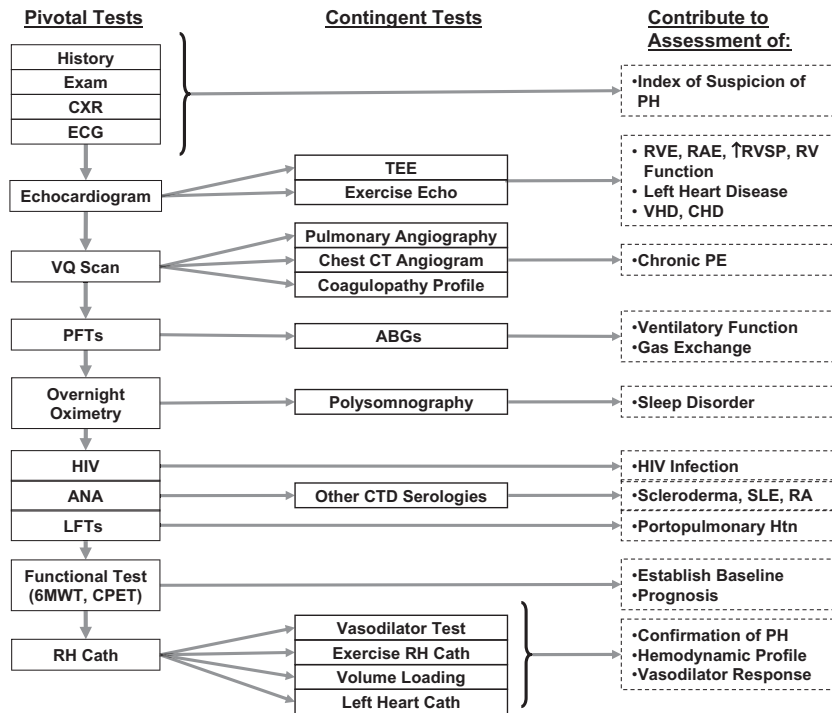 Pivotal Tests
Contingent Tests
Contribute to
Assessment of:
History
Exam
CXR
ECG
•Index of Suspicion of
PH
Echocardiogram
TEE
Exercise Echo
• RVE, RAE, ↑RVSP, RV
Function
• Left Heart Disease
• VHD, CHD
VQ Scan
Pulmonary Angiography
Chest CT Angiogram
Coagulopathy Profile
•Chronic PE
PFTs
ABGs
•Ventilatory Function
•Gas Exchange
Overnight
Oximetry
Polysomnography
•Sleep Disorder
HIV
•HIV Infection
ANA
Other CTD Serologies
•Scleroderma, SLE, RA
LFTs
•Portopulmonary Htn
Functional Test
(6MWT, CPET)
•Establish Baseline
•Prognosis
RH Cath
Vasodilator Test
Exercise RH Cath
Volume Loading
Left Heart Cath
•Confirmation of PH
•Hemodynamic Profile
•Vasodilator Response